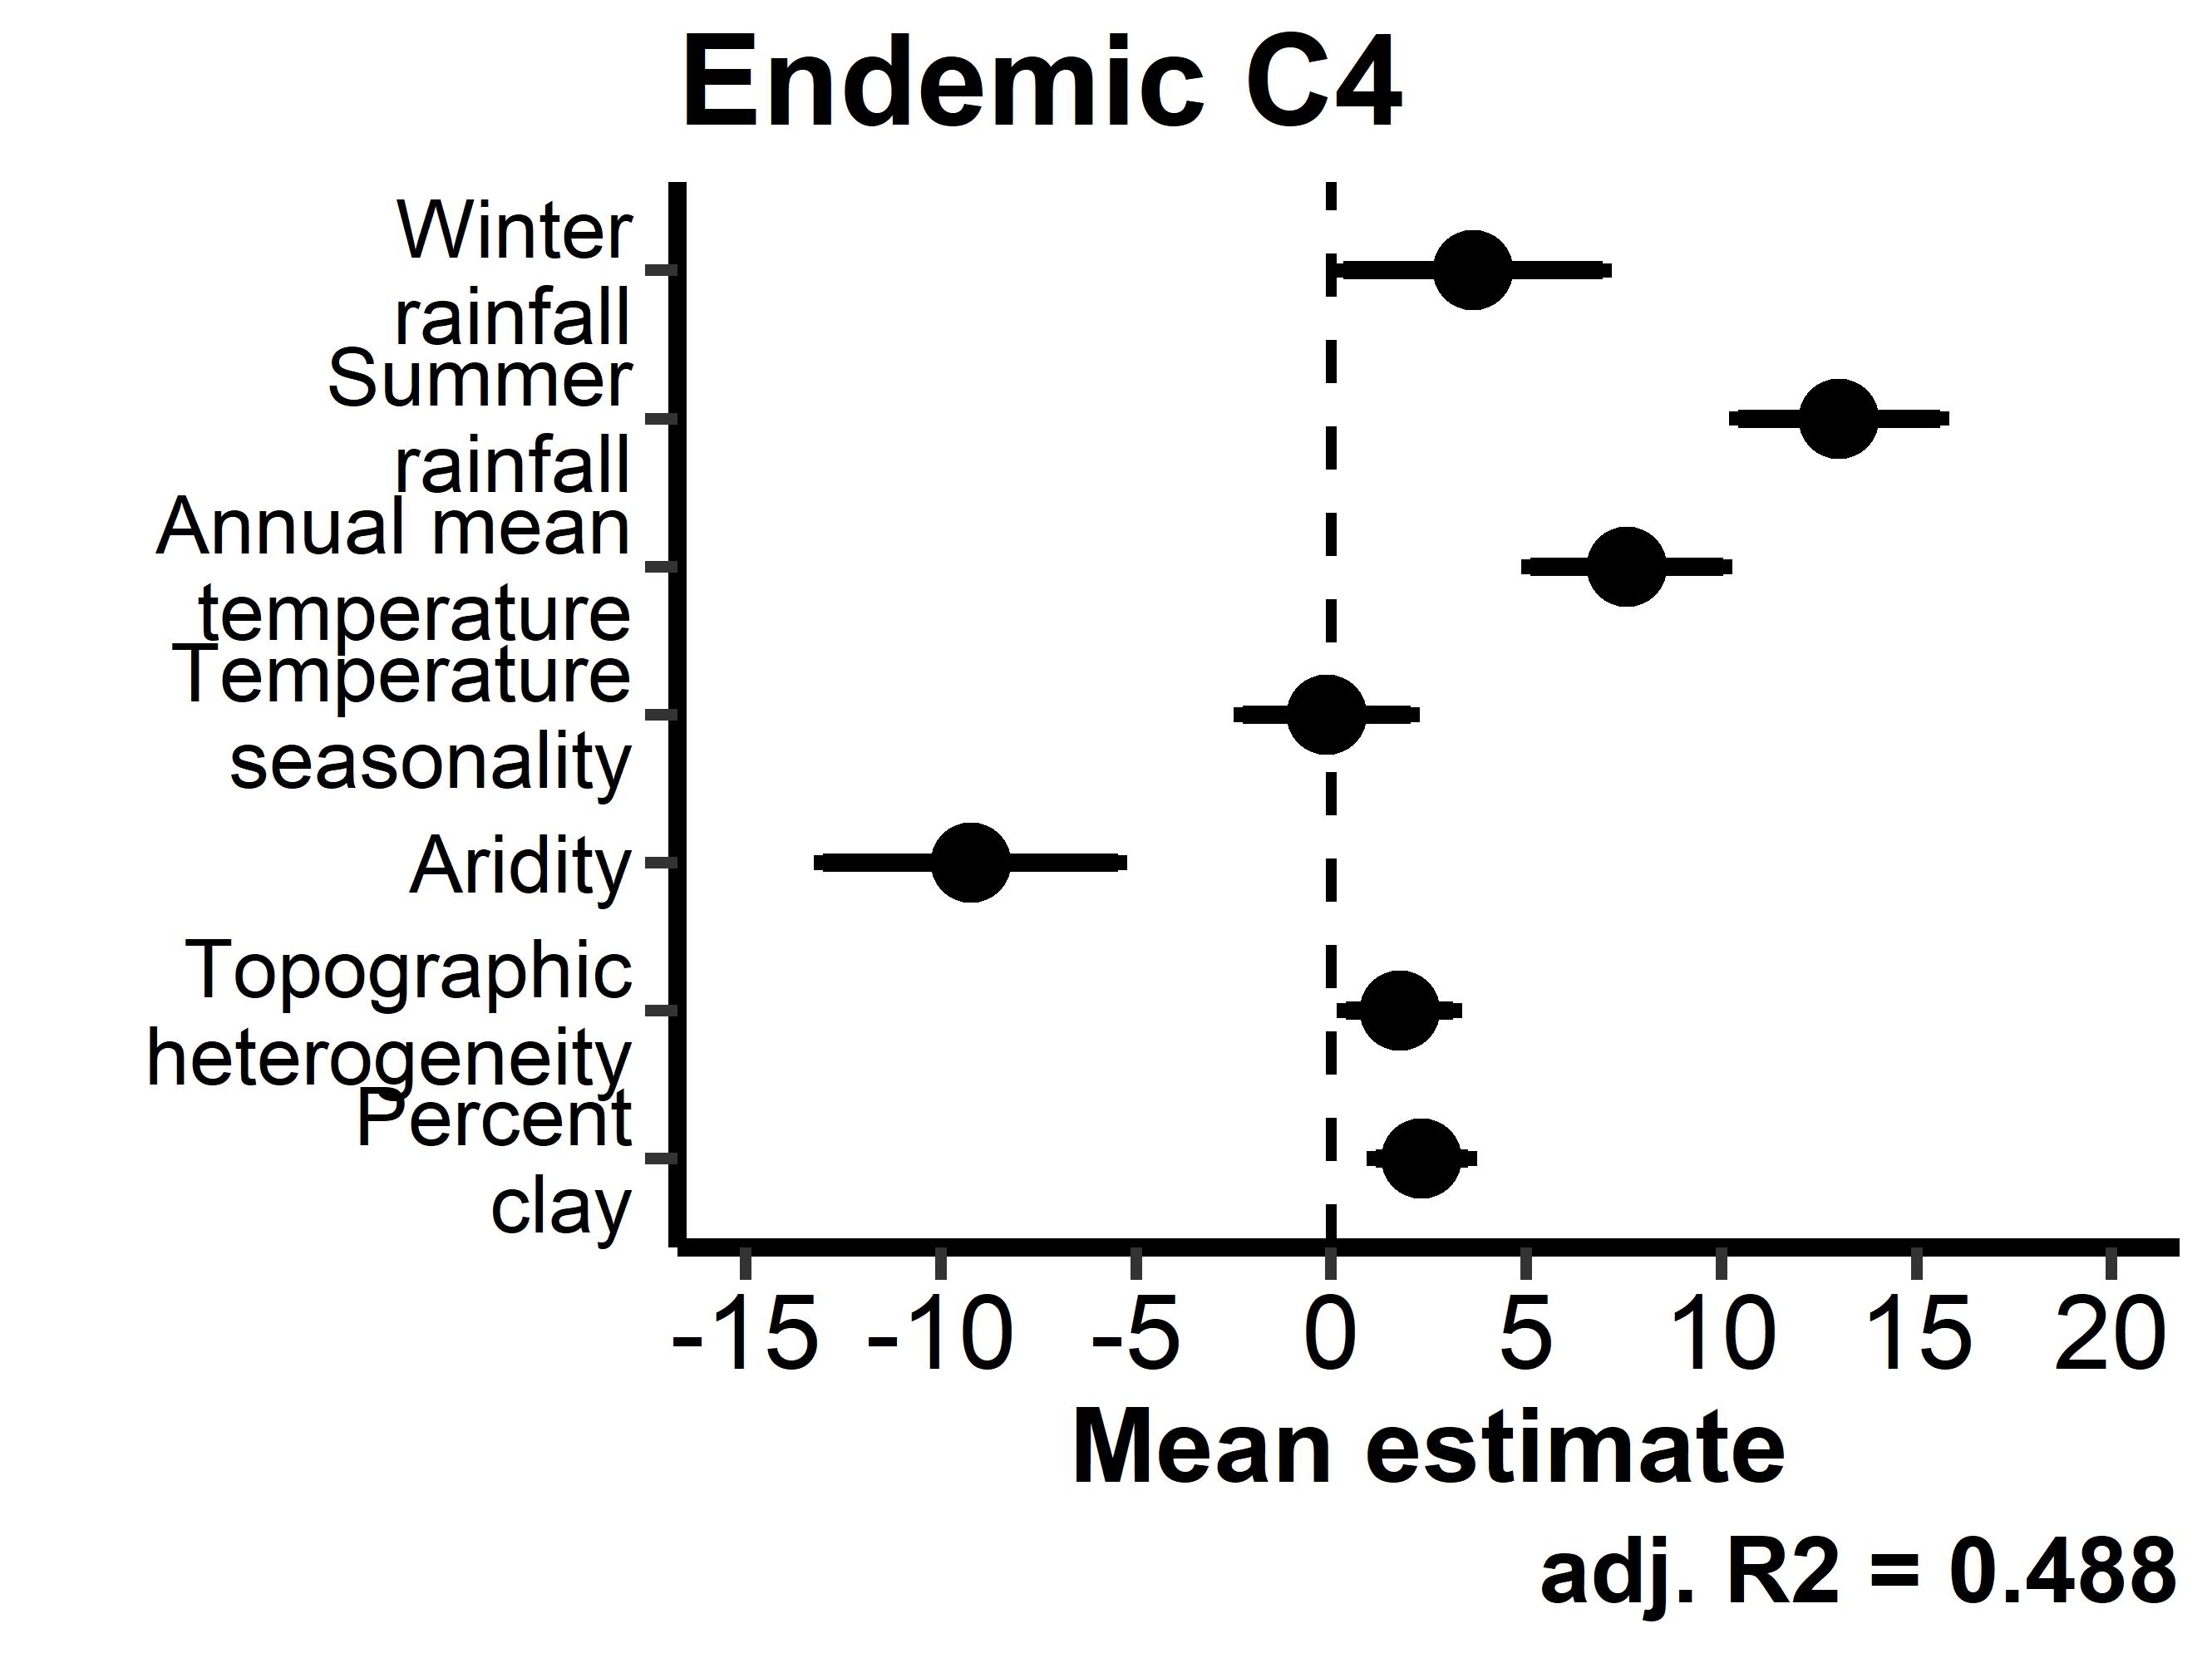 Endemic C4
Winter
rainfall
Summer
rainfall
Annual mean
temperature
Temperature
seasonality
Aridity
Topographic
heterogeneity
Percent
clay
-15 -10 -5 0 5 10 15 20
Mean estimate
adj. R2 = 0.488